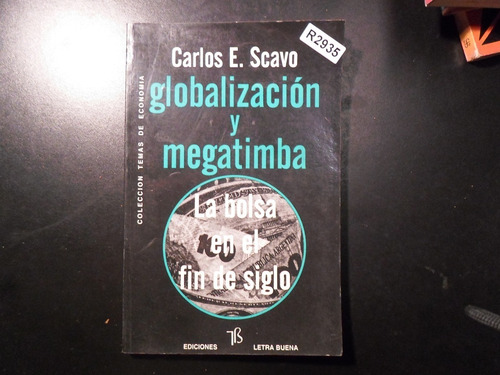 R2935
Carlos E. Scavo
globalización
y
megatimba
COLECCION TEMAS DE ECONOMIA
La bolsa
en el
fin de siglo
100
EDICIONES LETRA BUENA